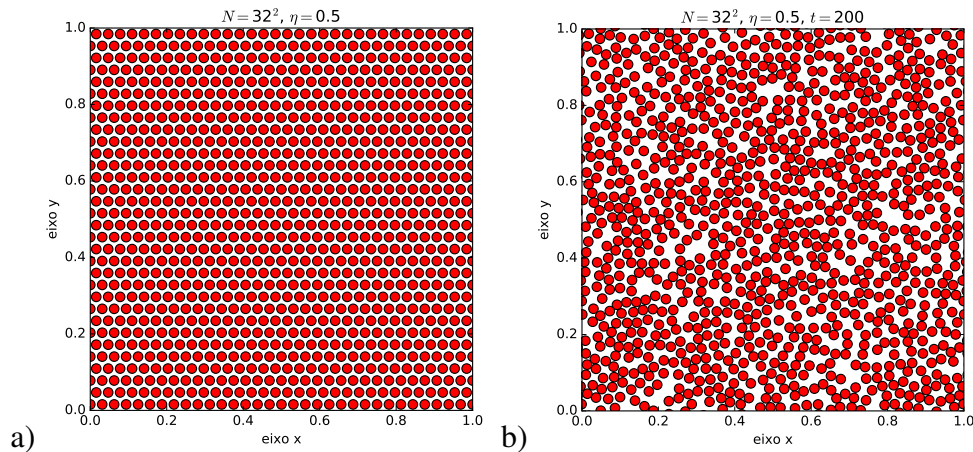 N = 32², η = 0.5
1.0
0.8
0.6
0.4
0.2
0.0
eixo y
0.0 0.2 0.4 0.6 0.8 1.0
eixo x
a)
N = 32², η = 0.5, t = 200
1.0
0.8
0.6
0.4
0.2
0.0
eixo y
0.0 0.2 0.4 0.6 0.8 1.0
eixo x
b)